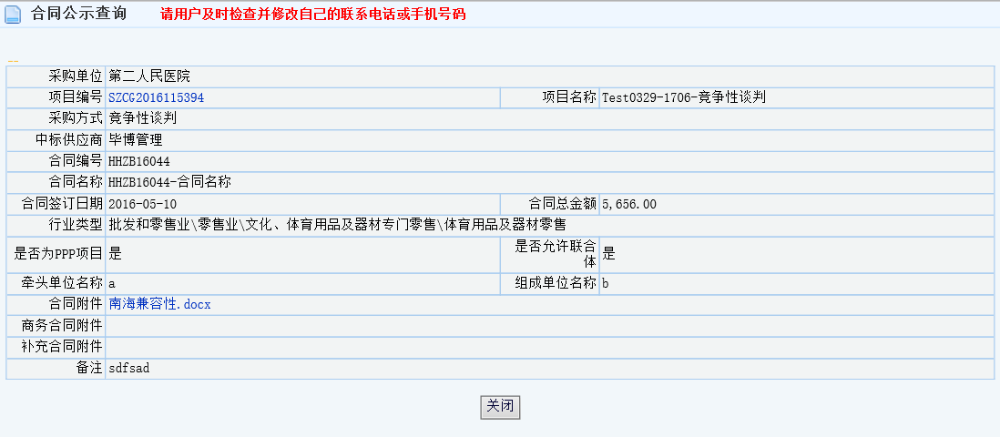 合同公示查询 请用户及时检查并修改自己的联系电话或手机号码
采购单位 第二人民医院
项目编号 SZCG2016115394 项目名称 Test0329-1706-竞争性谈判
采购方式 竞争性谈判
中标供应商 毕博管理
合同编号 HHZB16044
合同名称 HHZB16044-合同名称
合同签订日期 2016-05-10 合同总金额 5,656.00
行业类型 批发和零售业\零售业\文化、体育用品及器材专门零售\体育用品及器材零售
是否为PPP项目 是 是否允许联合
体 是
牵头单位名称 a 组成单位名称 b
合同附件 南海兼容性.docx
商务合同附件
补充合同附件
备注 sdfsad
关闭